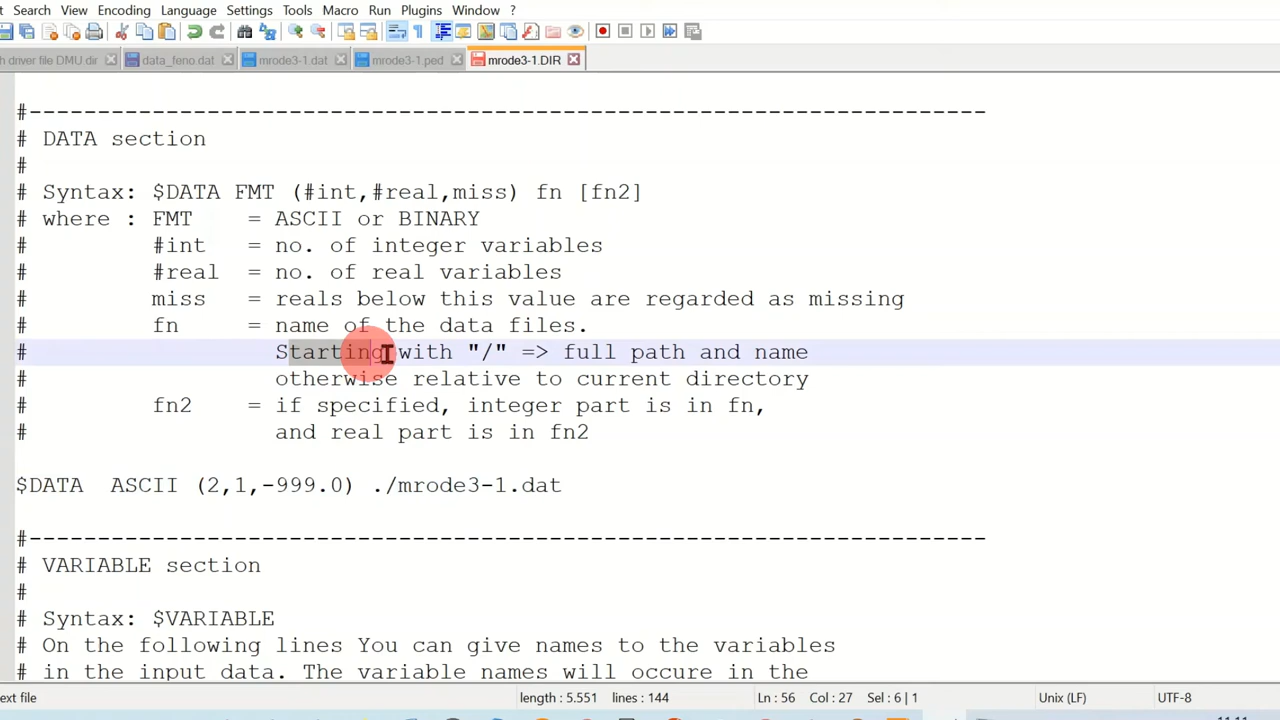 t Search View Encoding Language Settings Tools Macro Run Plugins Window ?
h driver file DMU dir data_feno.dat mrode3-1.dat mrode3-1.ped mrode3-1.DIR
#----------------------------------------------------------------------
# DATA section
#
# Syntax: $DATA FMT (#int,#real,miss) fn [fn2]
# where : FMT = ASCII or BINARY
# #int = no. of integer variables
# #real = no. of real variables
# miss = reals below this value are regarded as missing
# fn = name of the data files.
# Starting with "/" => full path and name
# otherwise relative to current directory
# fn2 = if specified, integer part is in fn,
# and real part is in fn2
$DATA ASCII (2,1,-999.0) ./mrode3-1.dat
#----------------------------------------------------------------------
# VARIABLE section
#
# Syntax: $VARIABLE
# On the following lines You can give names to the variables
# in the input data. The variable names will occure in the
ext file length : 5.551 lines : 144 Ln : 56 Col : 27 Sel : 6 | 1 Unix (LF) UTF-8